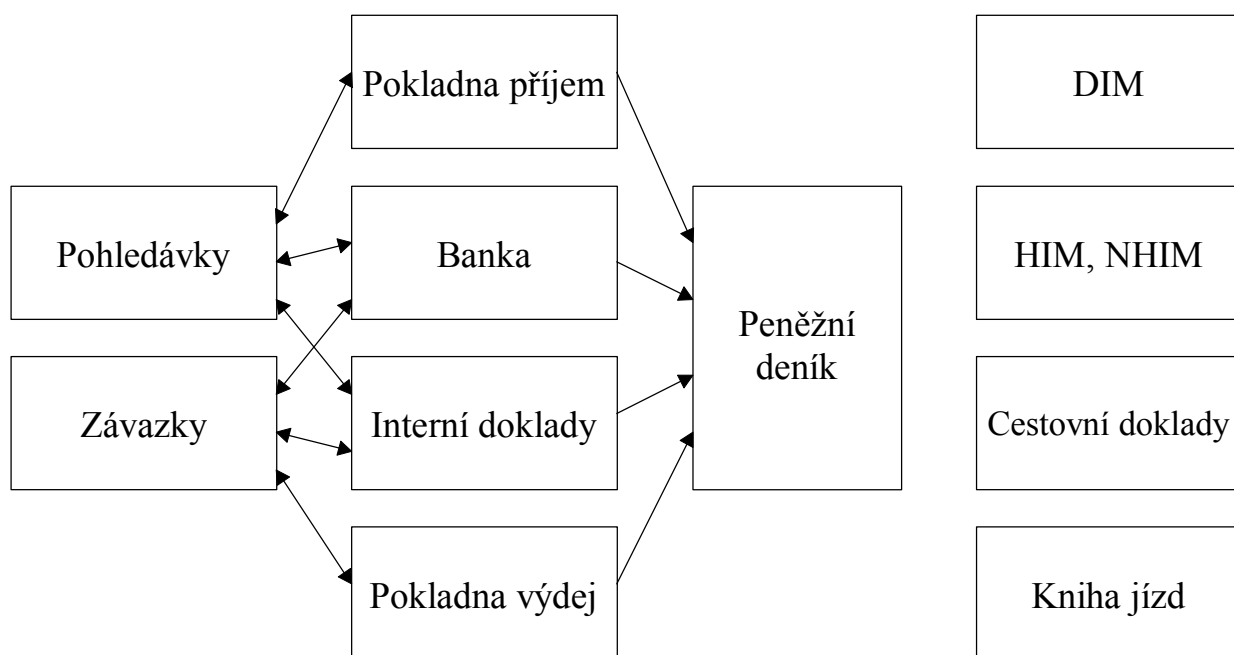 Pokladna příjem
DIM
Pohledávky
Banka
HIM, NHIM
Peněžní
deník
Závazky
Interní doklady
Cestovní doklady
Pokladna výdej
Kniha jízd